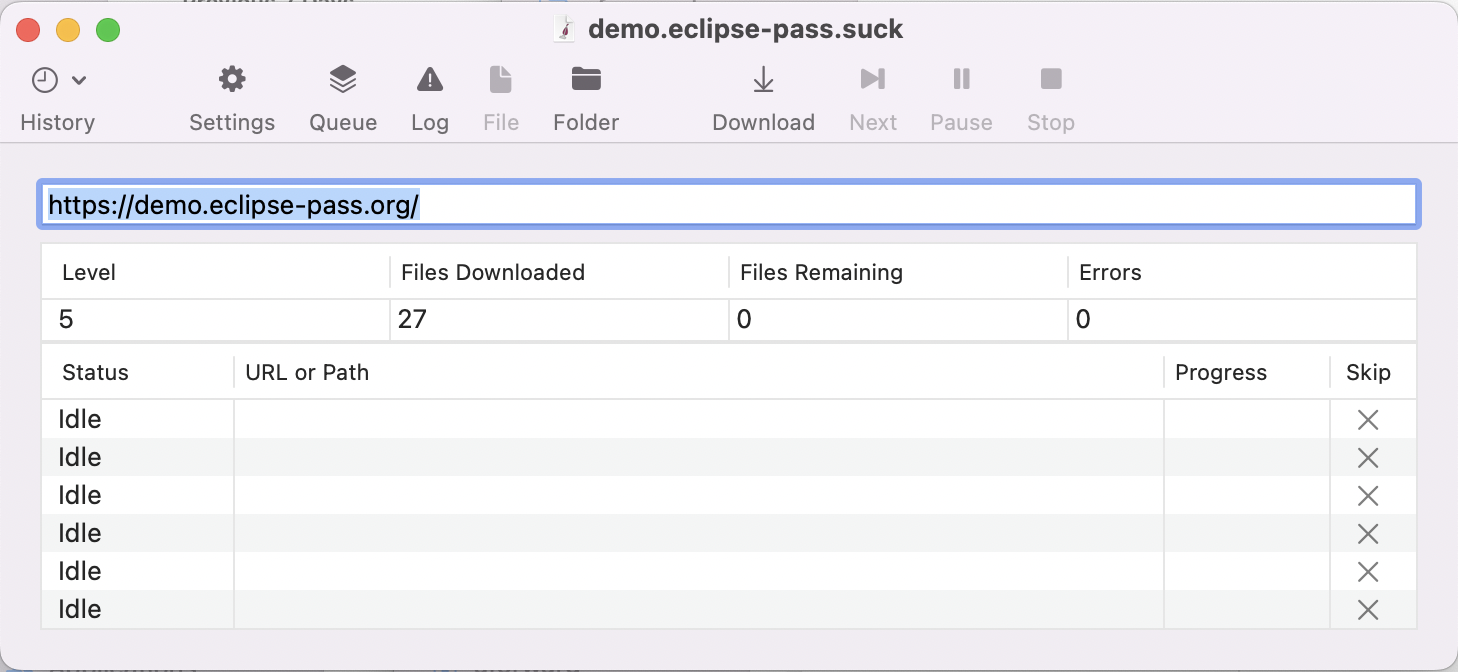 demo.eclipse-pass.suck
History Settings Queue Log File Folder Download Next Pause Stop
https://demo.eclipse-pass.org/
Level Files Downloaded Files Remaining Errors
5 27 0 0
Status URL or Path Progress Skip
Idle
Idle
Idle
Idle
Idle
Idle